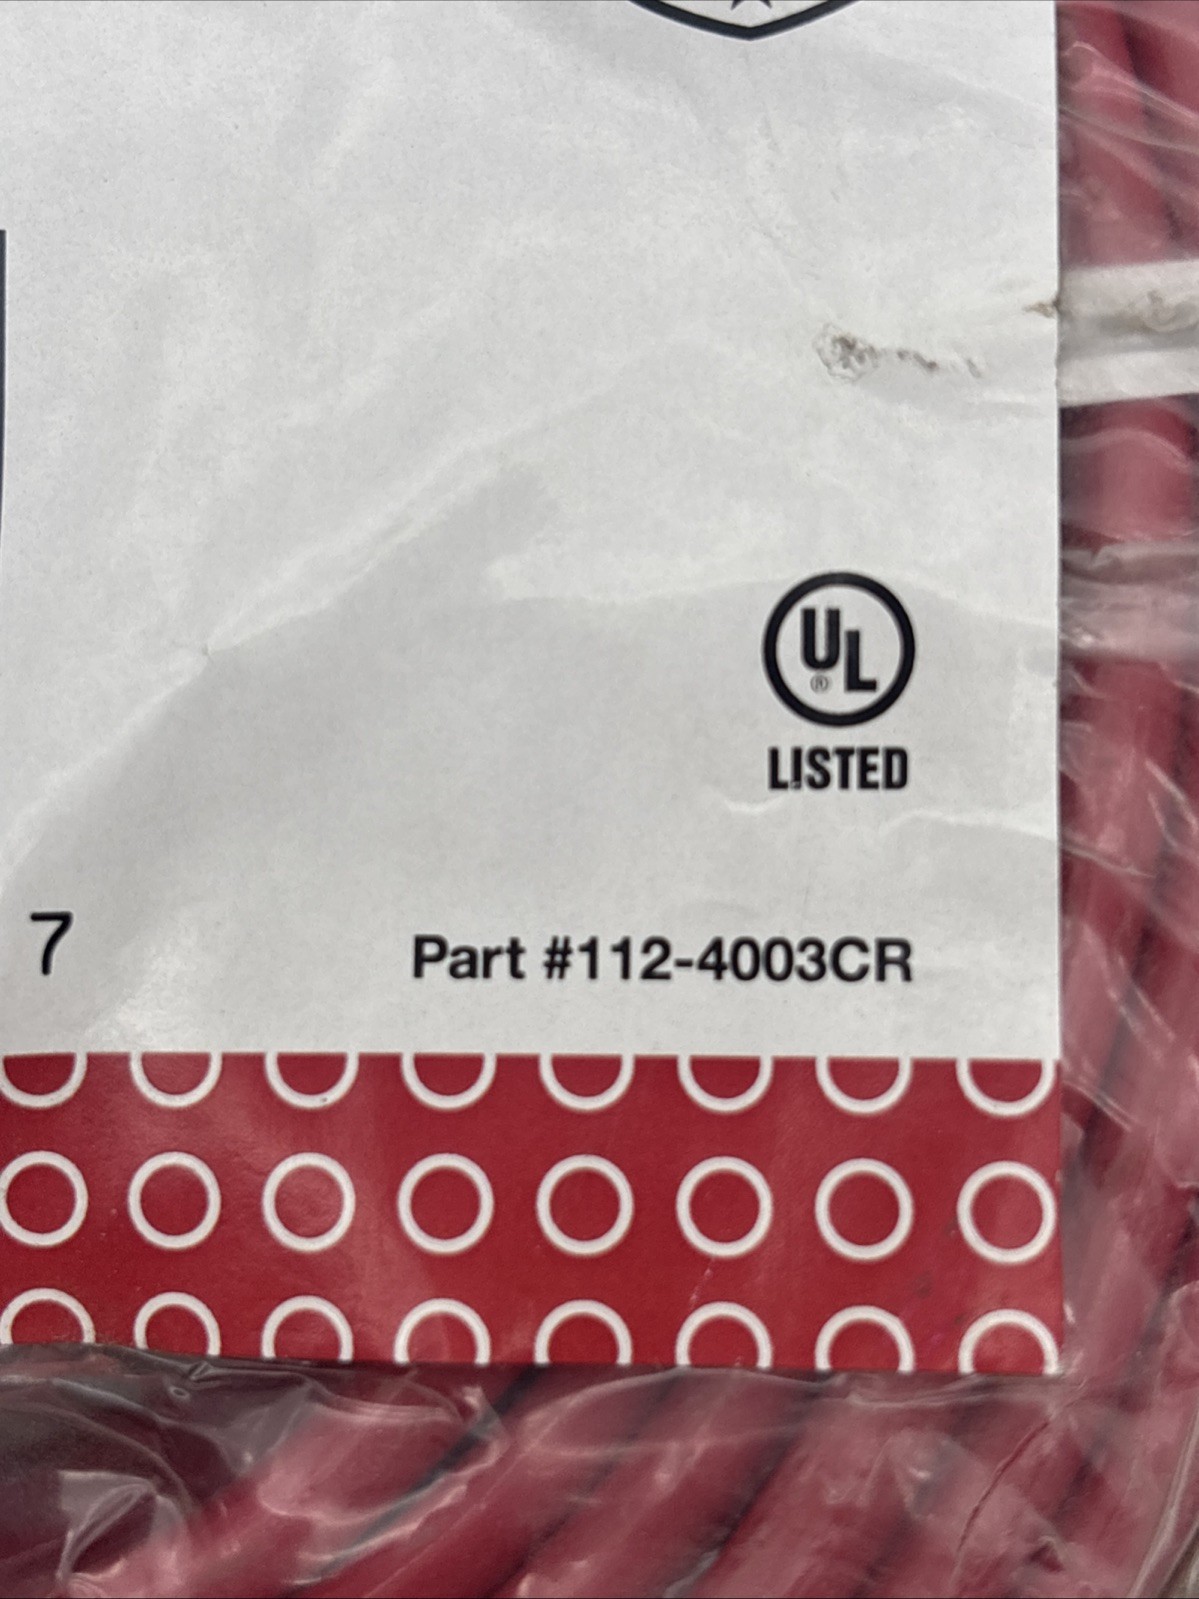 UL
®
LISTED
7
Part #112-4003CR